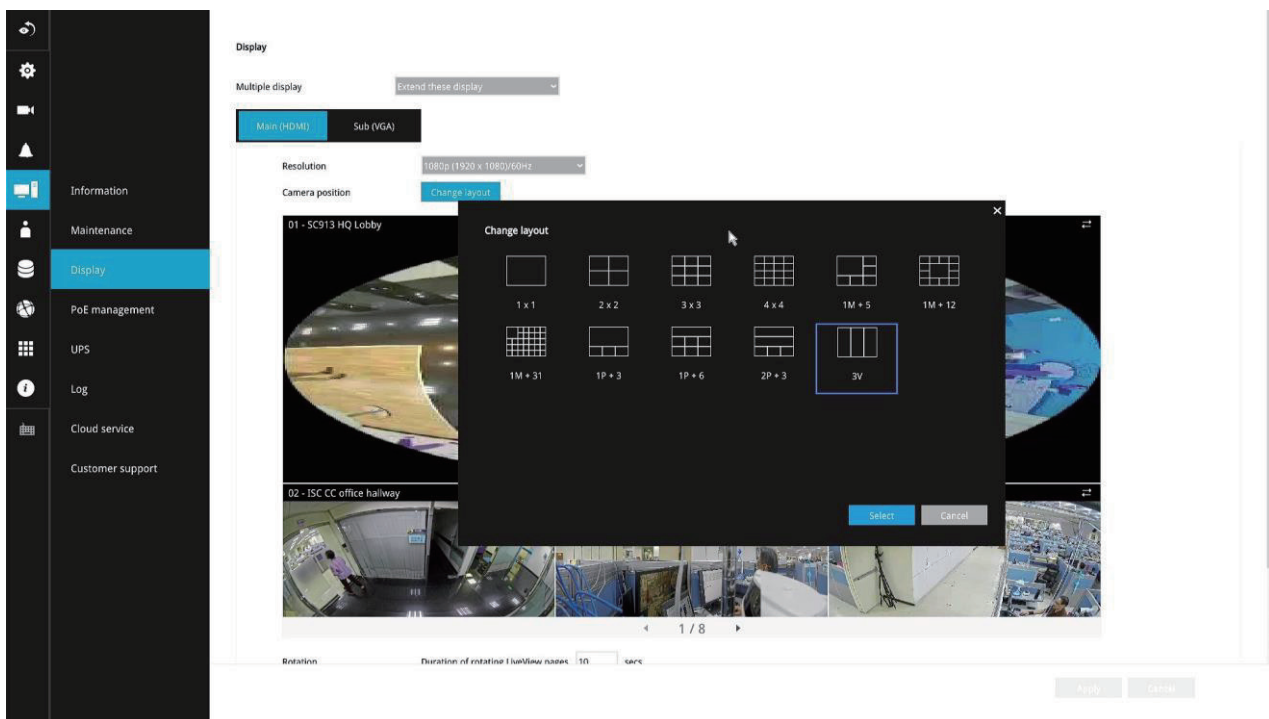 Display
Multiple display
Extend these display
Main (HDMI)
Sub (VGA)
Resolution
1080p (1920 x 1080)/60Hz
Camera position
Change layout
Information
Maintenance
Display
PoE management
UPS
Log
Cloud service
Customer support
01 - SC913 HQ Lobby
Change layout
1 x 1
2 x 2
3 x 3
4 x 4
1M + 5
1M + 12
1M + 31
1P + 3
1P + 6
2P + 3
3V
Select
Cancel
02 - ISC CC office hallway
1 / 8
Rotation
Duration of rotating LiveView pages
10
secs
Apply
Cancel